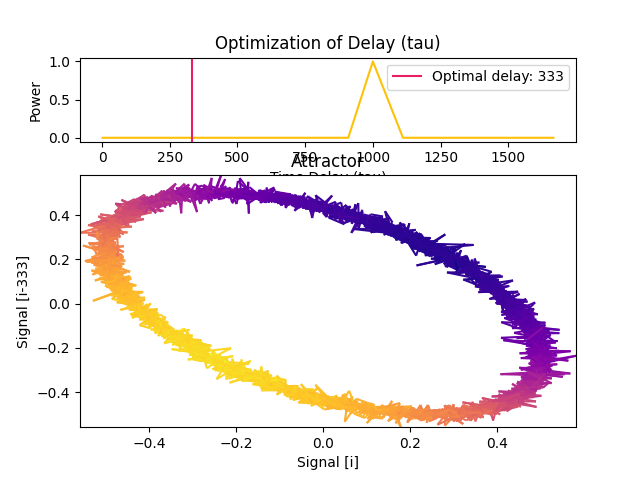 Optimization of Delay (tau)
Power
1.0
0.5
0.0
Optimal delay: 333
0 250 500 750 1000 1250 1500
Time Delay (tau)
Attractor
Signal [i-333]
0.4
0.2
0.0
−0.2
−0.4
−0.4 −0.2 0.0 0.2 0.4
Signal [i]